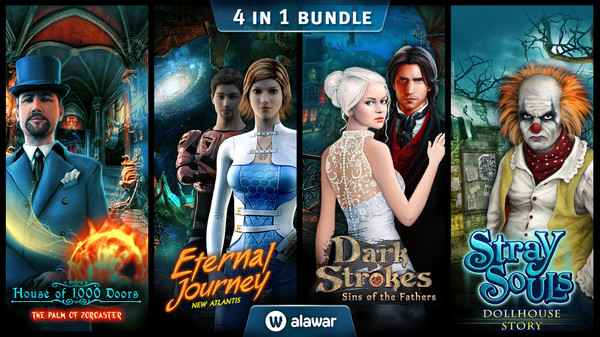 4 IN 1 BUNDLE
House of 1000 Doors
THE PALM OF ZOROASTER
Eternal
Journey
NEW ATLANTIS
Dark
Strokes
Sins of the Fathers
Stray
Souls
DOLLHOUSE
STORY
W alawar